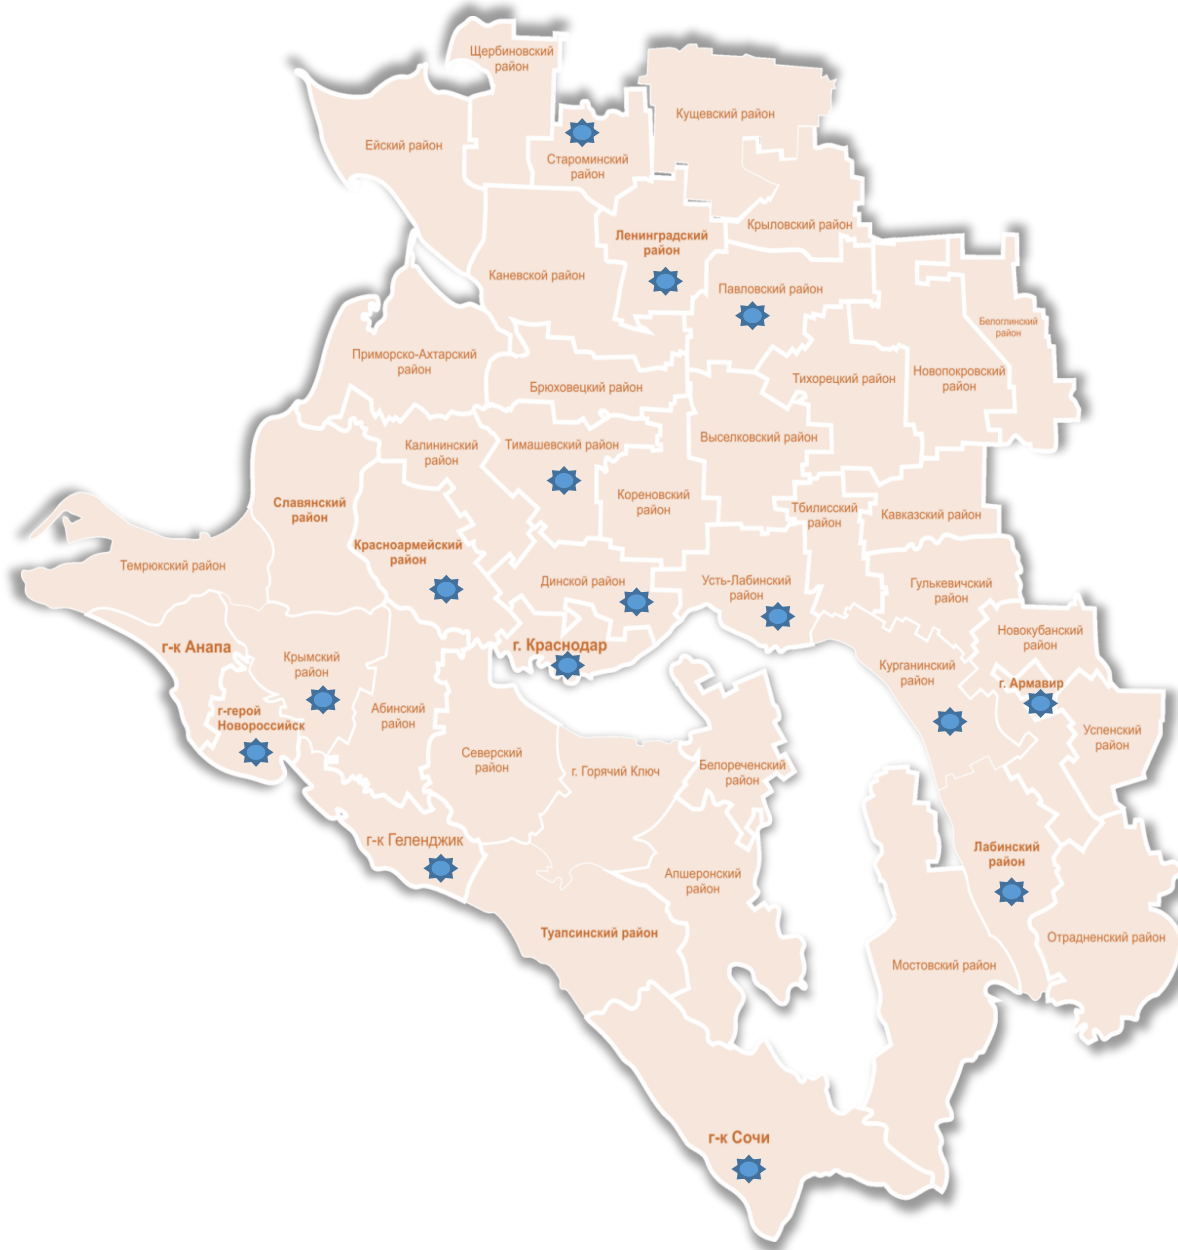 Щербиновский
район
Кущевский район
Ейский район
Староминский
район
Крыловский район
Ленинградский
район
Каневской район
Павловский район
Белоглинский
район
Приморско-Ахтарский
район
Новопокровский
район
Тихорецкий район
Брюховецкий район
Калининский
район
Тимашевский район
Выселковский район
Славянский
район
Кореновский
район
Тбилисский
район
Кавказский район
Красноармейский
район
Темрюкский район
Динской район
Усть-Лабинский
район
Гулькевичский
район
г-к Анапа
г. Краснодар
Новокубанский
район
Крымский
район
Курганинский
район
г. Армавир
г-герой
Новороссийск
Абинский
район
Успенский
район
Северский
район
г. Горячий Ключ
Белореченский
район
г-к Геленджик
Лабинский
район
Апшеронский
район
Туапсинский район
Отрадненский район
Мостовский район
г-к Сочи